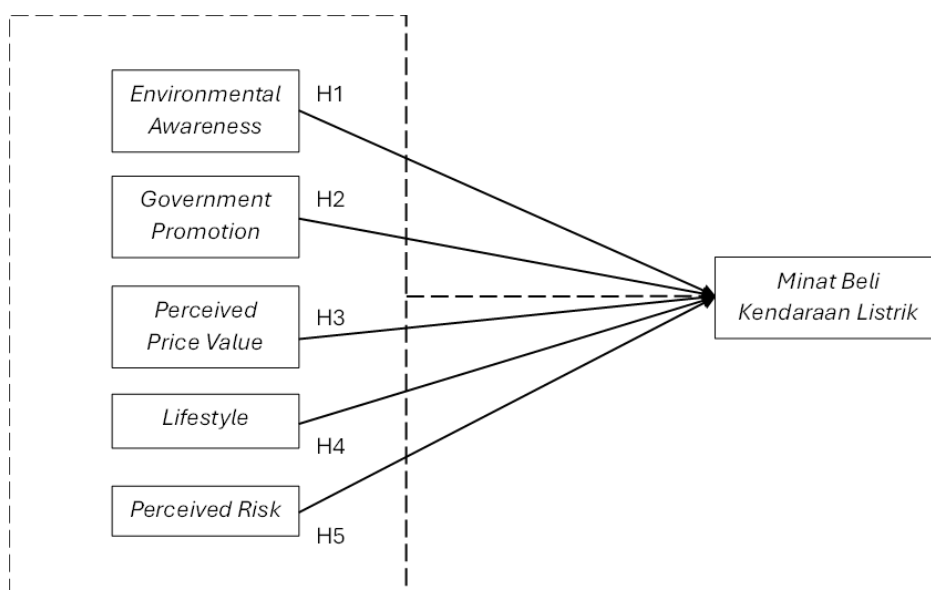 Environmental
Awareness
H1
Government
Promotion
H2
Perceived
Price Value
H3
Lifestyle
H4
Perceived Risk
H5
Minat Beli
Kendaraan Listrik